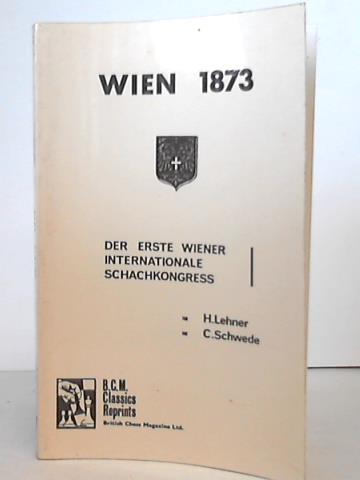 WIEN 1873
DER ERSTE WIENER
INTERNATIONALE
SCHACHKONGRESS
H.Lehner
C.Schwede
B.C.M.
Classics
Reprints
British Chess Magazine Ltd.